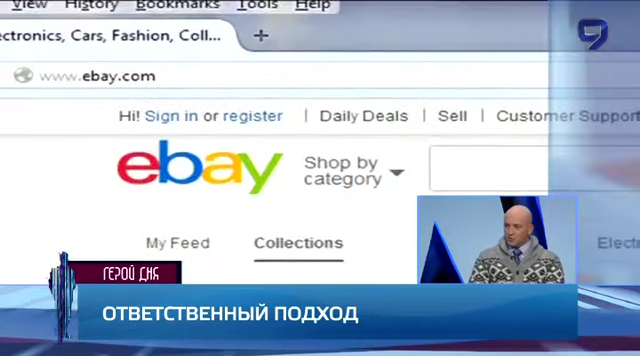 View History Bookmarks Tools Help
ectronics, Cars, Fashion, Coll... +
www.ebay.com
Hi! Sign in or register | Daily Deals | Sell | Customer Support
ebay
Shop by
category
My Feed Collections Electr
9
ГЕРОЙ ДНЯ
ОТВЕТСТВЕННЫЙ ПОДХОД